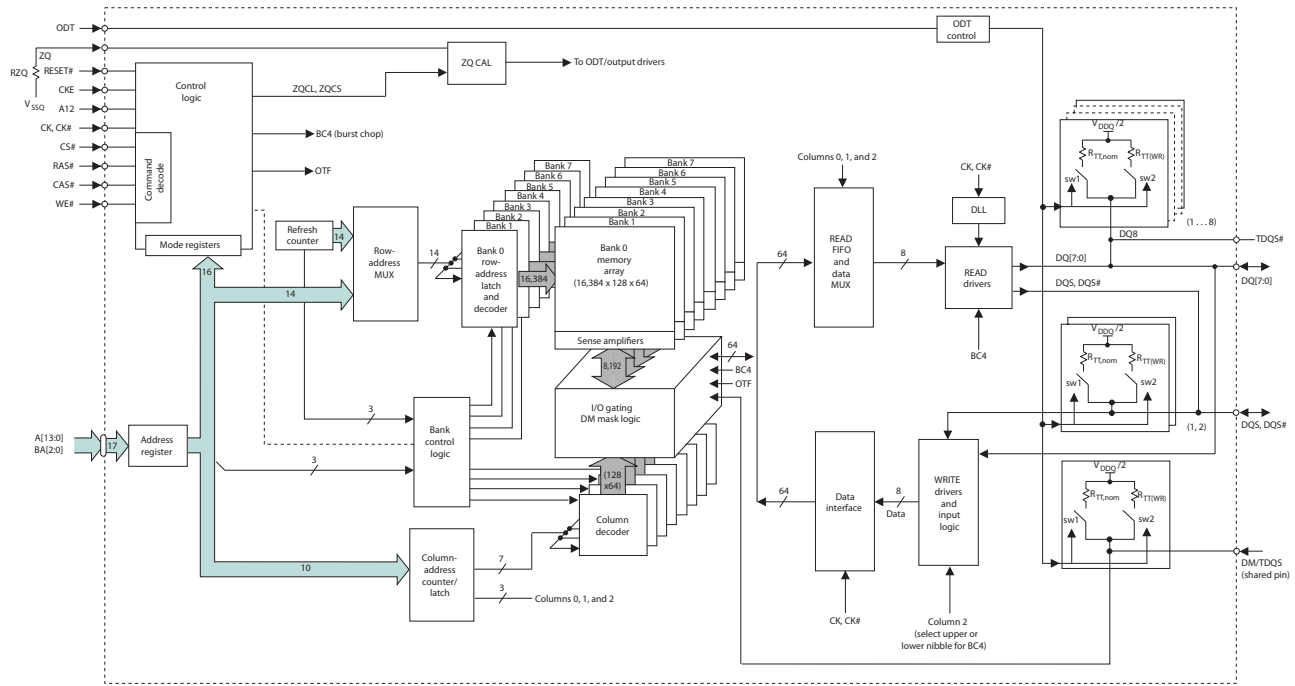 ODT
ODT
control
ZQ
RZQ
VSSQ
RESET#
CKE
A12
CK, CK#
CS#
RAS#
CAS#
WE#
Control
logic
Command
decode
Mode registers
ZQCL, ZQCS
ZQ CAL
To ODT/output drivers
BC4 (burst chop)
OTF
Refresh
counter
14
16
14
Row-
address
MUX
14
Bank 7
Bank 6
Bank 5
Bank 4
Bank 3
Bank 2
Bank 1
Bank 0
row-
address
latch
and
decoder
16,384
Bank 7
Bank 6
Bank 5
Bank 4
Bank 3
Bank 2
Bank 1
Bank 0
memory
array
(16,384 x 128 x 64)
Sense amplifiers
8,192
64
BC4
OTF
I/O gating
DM mask logic
(128
x64)
Column
decoder
A[13:0]
BA[2:0]
17
Address
register
3
3
Bank
control
logic
10
Column-
address
counter/
latch
7
3
Columns 0, 1, and 2
Columns 0, 1, and 2
64
READ
FIFO
and
data
MUX
8
CK, CK#
DLL
READ
drivers
BC4
DQ8
DQ[7:0]
DQS, DQS#
TDQS#
DQ[7:0]
VDDQ/2
RTT,nom
RTT(WR)
sw1
sw2
(1 . . . 8)
VDDQ/2
RTT,nom
RTT(WR)
sw1
sw2
(1, 2)
DQS, DQS#
VDDQ/2
RTT,nom
RTT(WR)
sw1
sw2
DM/TDQS
(shared pin)
64
Data
interface
8
Data
WRITE
drivers
and
input
logic
CK, CK#
Column 2
(select upper or
lower nibble for BC4)